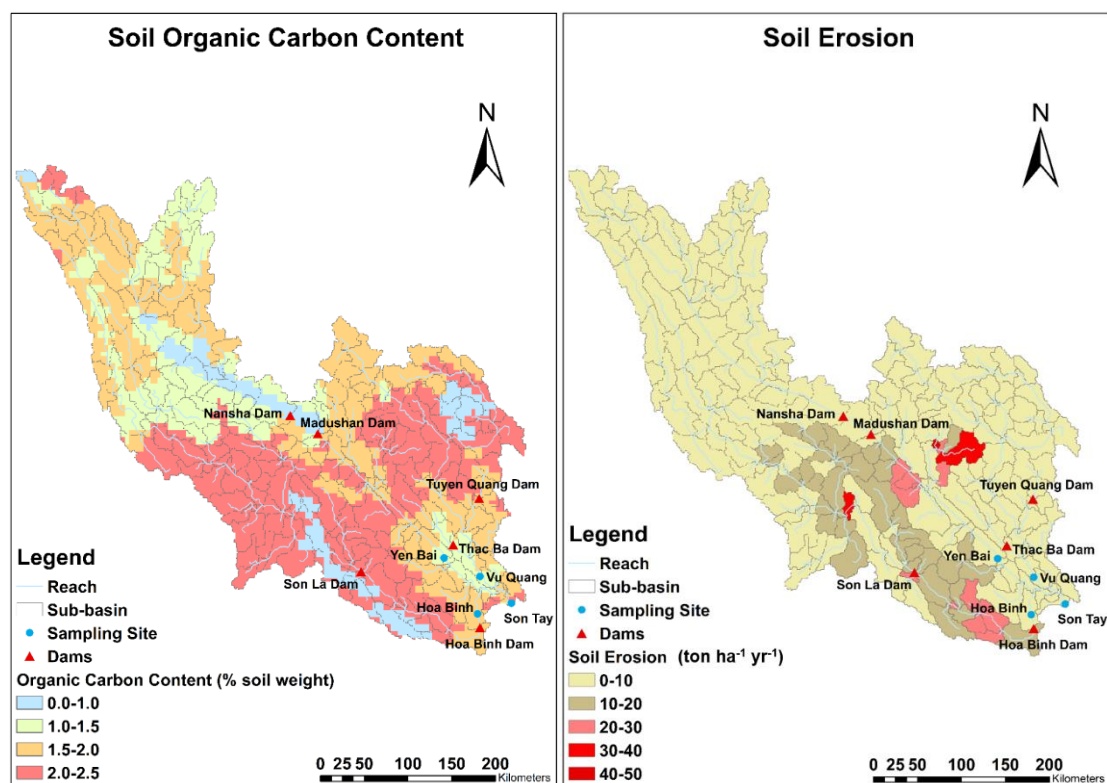 Soil Organic Carbon Content
N
Nansha Dam
Madushan Dam
Tuyen Quang Dam
Thac Ba Dam
Yen Bai
Vu Quang
Son La Dam
Hoa Binh
Son Tay
Hoa Binh Dam
Legend
Reach
Sub-basin
Sampling Site
Dams
Organic Carbon Content (% soil weight)
0.0-1.0
1.0-1.5
1.5-2.0
2.0-2.5
0 25 50 100 150 200
Kilometers
Soil Erosion
N
Nansha Dam
Madushan Dam
Tuyen Quang Dam
Thac Ba Dam
Yen Bai
Vu Quang
Son La Dam
Hoa Binh
Son Tay
Hoa Binh Dam
Legend
Reach
Sub-basin
Sampling Site
Dams
Soil Erosion (ton ha⁻¹ yr⁻¹)
0-10
10-20
20-30
30-40
40-50
0 25 50 100 150 200
Kilometers